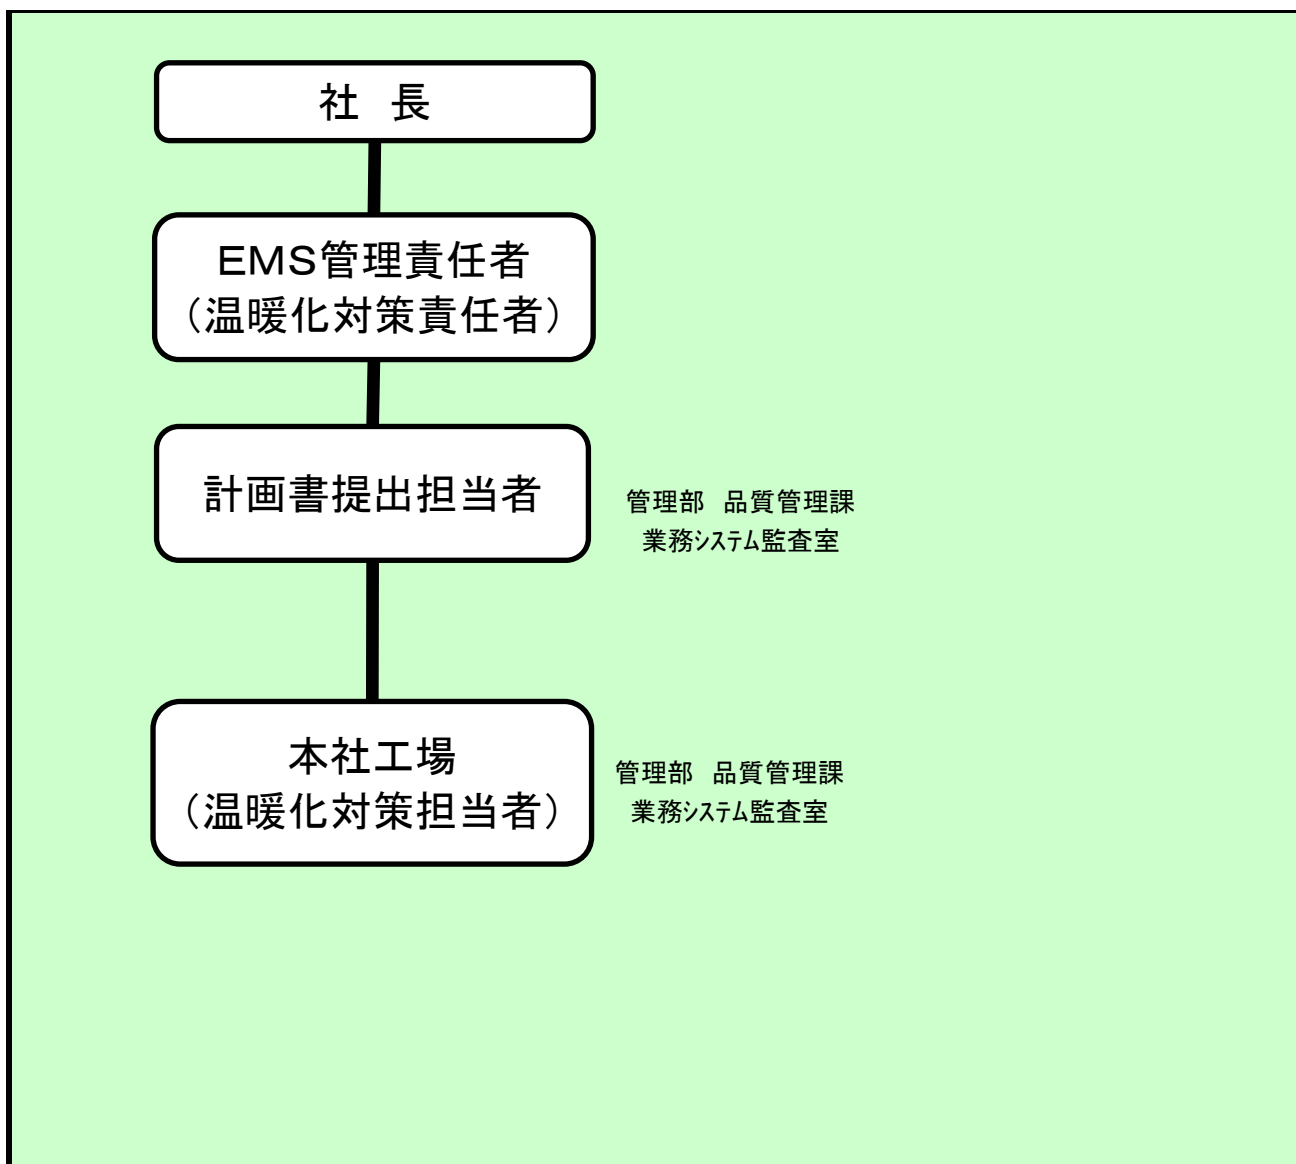 社　長
ＥＭＳ管理責任者
（温暖化対策責任者）
計画書提出担当者
管理部　品質管理課
業務ｼｽﾃﾑ監査室
本社工場
（温暖化対策担当者）
管理部　品質管理課
業務ｼｽﾃﾑ監査室